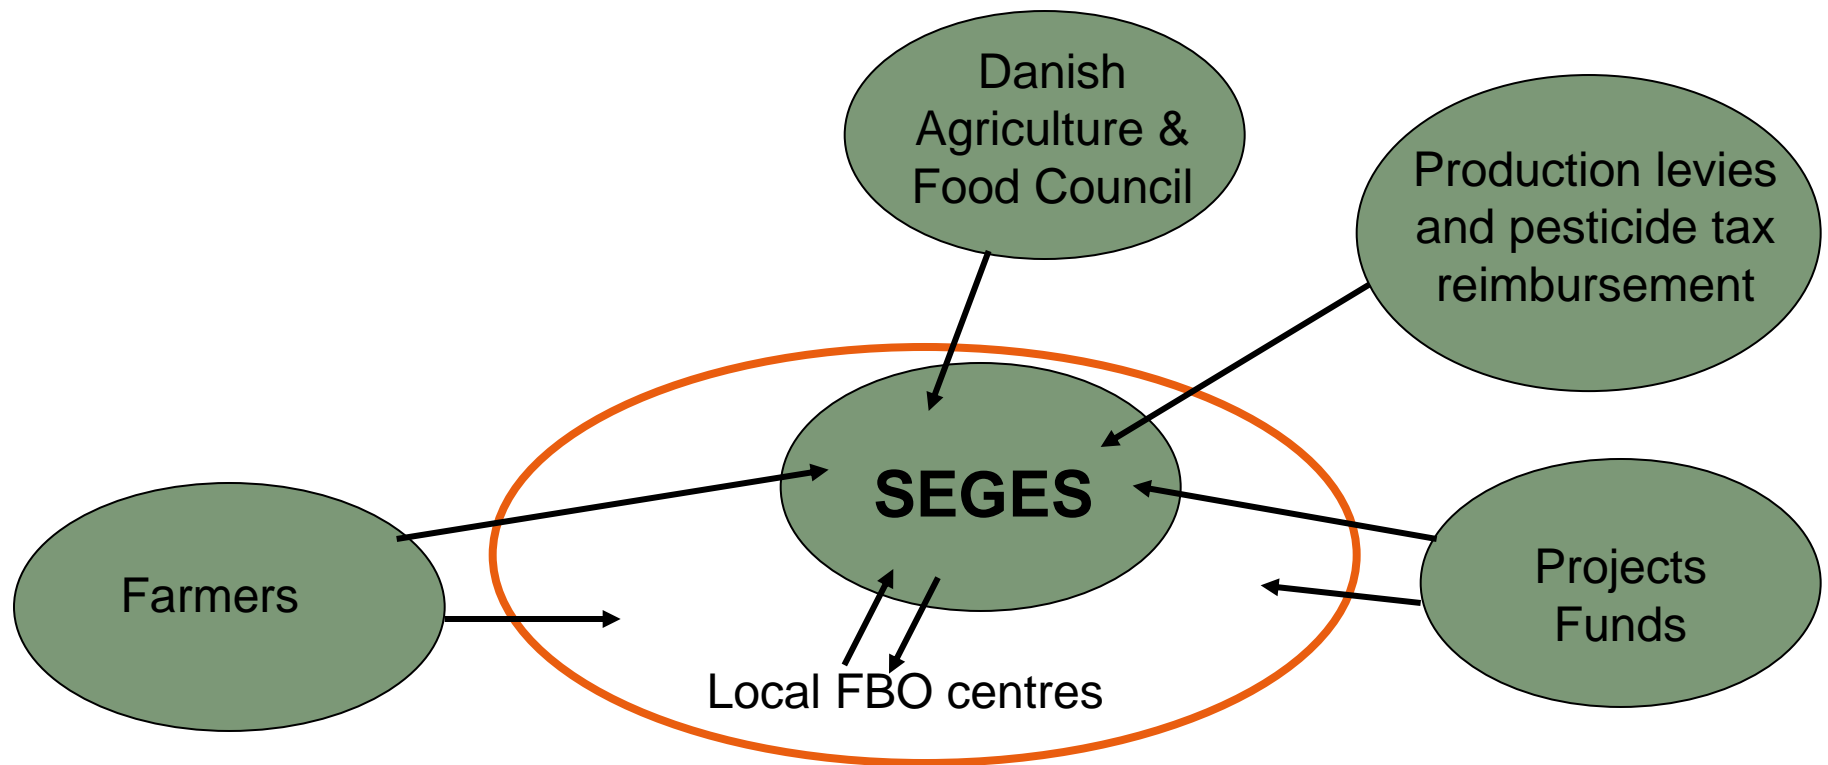 Danish
Agriculture &
Food Council
Production levies
and pesticide tax
reimbursement
SEGES
Farmers
Projects
Funds
Local FBO centres